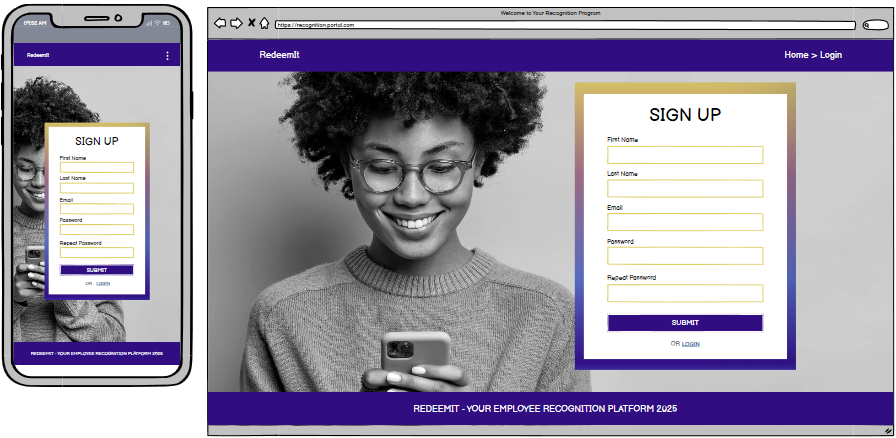 09:52 AM
RedeemIt
SIGN UP
First Name
Last Name
Email
Password
Repeat Password
SUBMIT
OR LOGIN
REDEEMIT - YOUR EMPLOYEE RECOGNITION PLATFORM 2025
Welcome to Your Recognition Program
https://recognition.portal.com
RedeemIt
Home > Login
SIGN UP
First Name
Last Name
Email
Password
Repeat Password
SUBMIT
OR LOGIN
REDEEMIT - YOUR EMPLOYEE RECOGNITION PLATFORM 2025